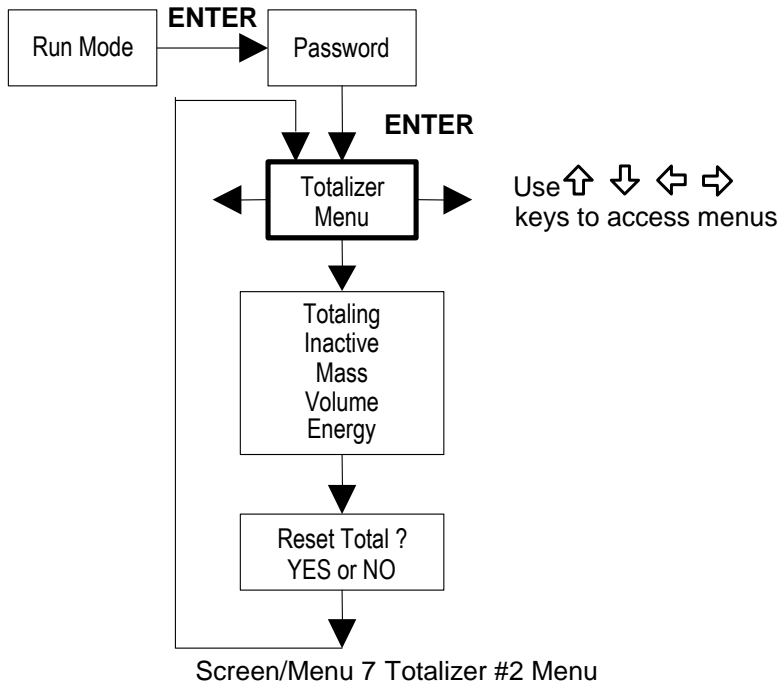 ENTER
Run Mode
Password
ENTER
Totalizer
Menu
Use
keys to access menus
Totaling
Inactive
Mass
Volume
Energy
Reset Total ?
YES or NO
Screen/Menu 7 Totalizer #2 Menu